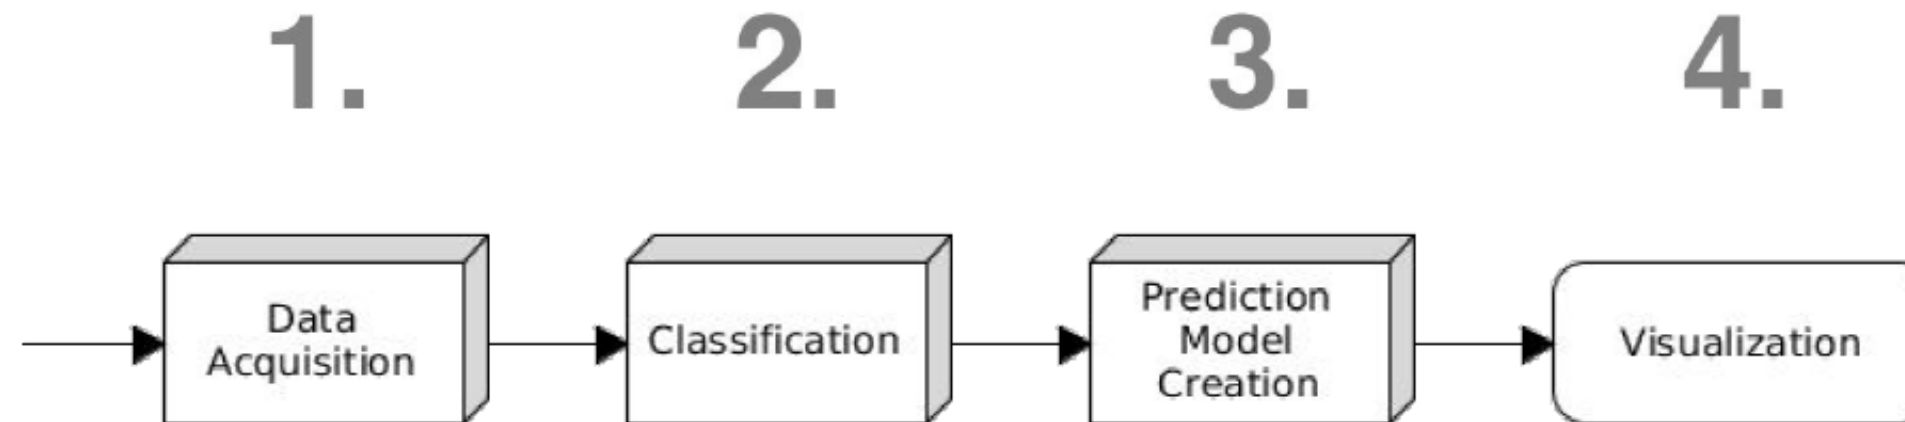 1.
2.
3.
4.
Data
Acquisition
Classification
Prediction
Model
Creation
Visualization